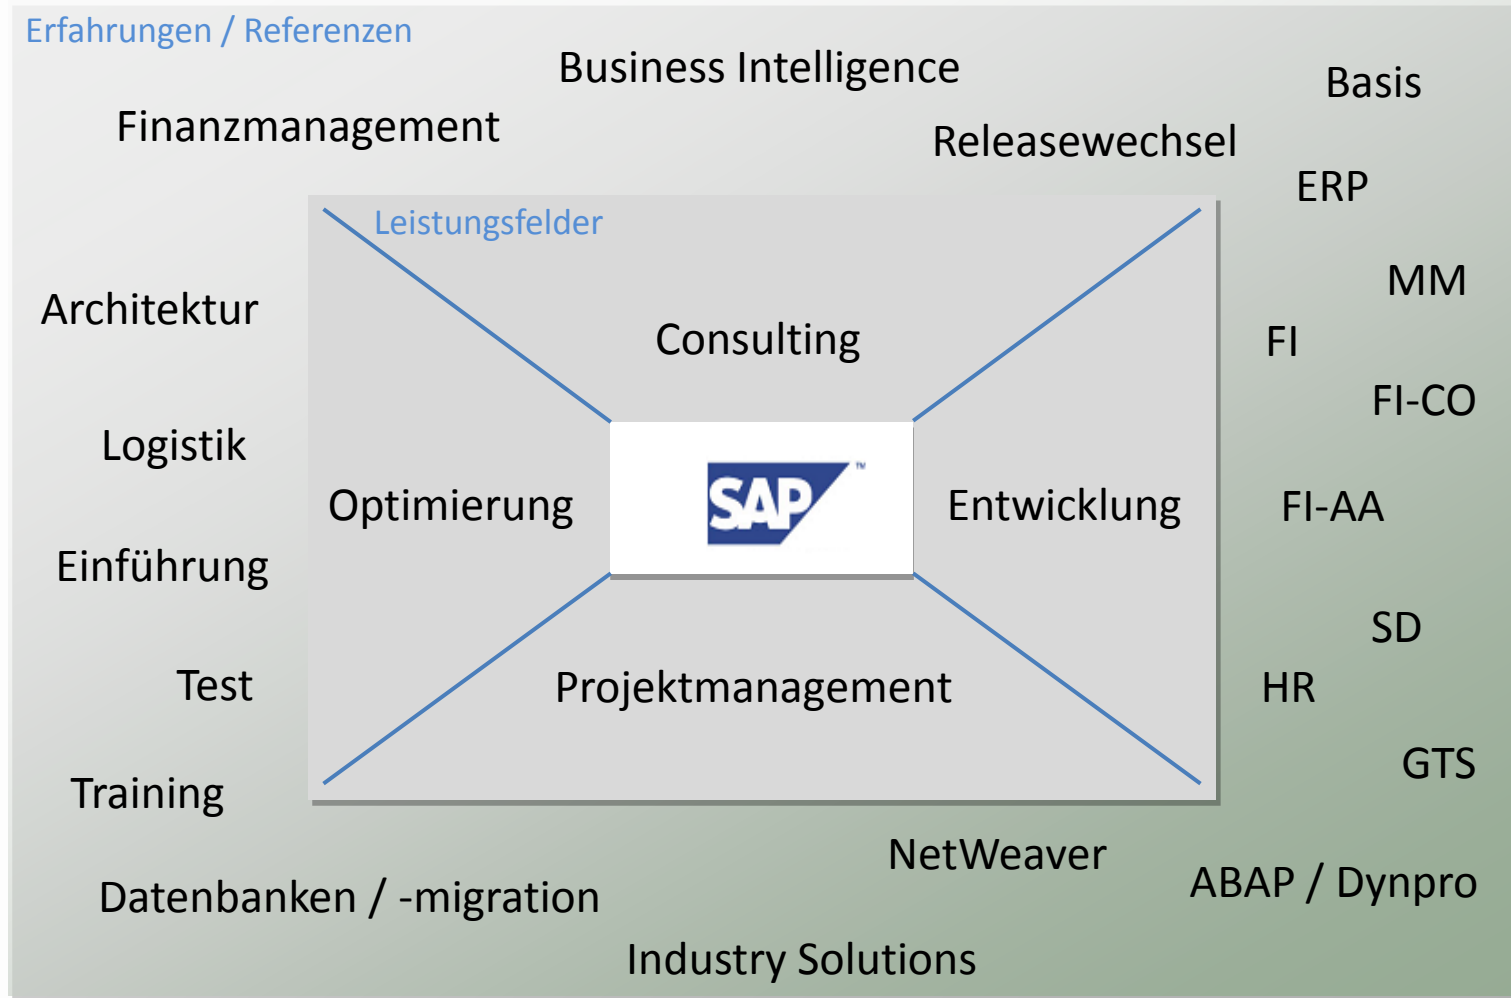 Erfahrungen / Referenzen
Business Intelligence
Basis
Finanzmanagement
Releasewechsel
ERP
Leistungsfelder
MM
Architektur
Consulting
FI
FI-CO
Logistik
Optimierung
SAP™
Entwicklung
FI-AA
Einführung
SD
Test
Projektmanagement
HR
GTS
Training
NetWeaver
ABAP / Dynpro
Datenbanken / -migration
Industry Solutions